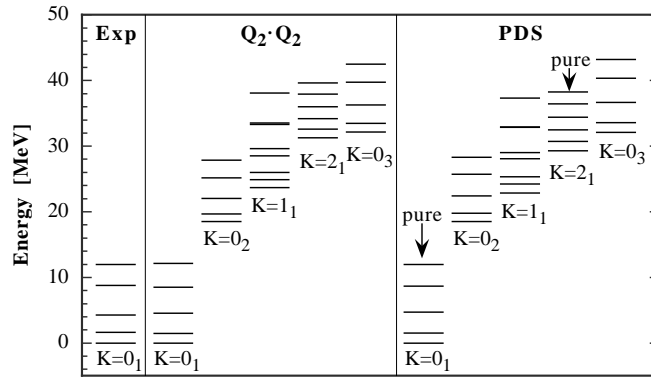 50
Exp
Q₂·Q₂
PDS
pure
40
K=0₃
K=0₃
30
K=2₁
K=2₁
20
K=1₁
K=1₁
pure
K=0₂
K=0₂
10
0
K=0₁
K=0₁
K=0₁
Energy [MeV]